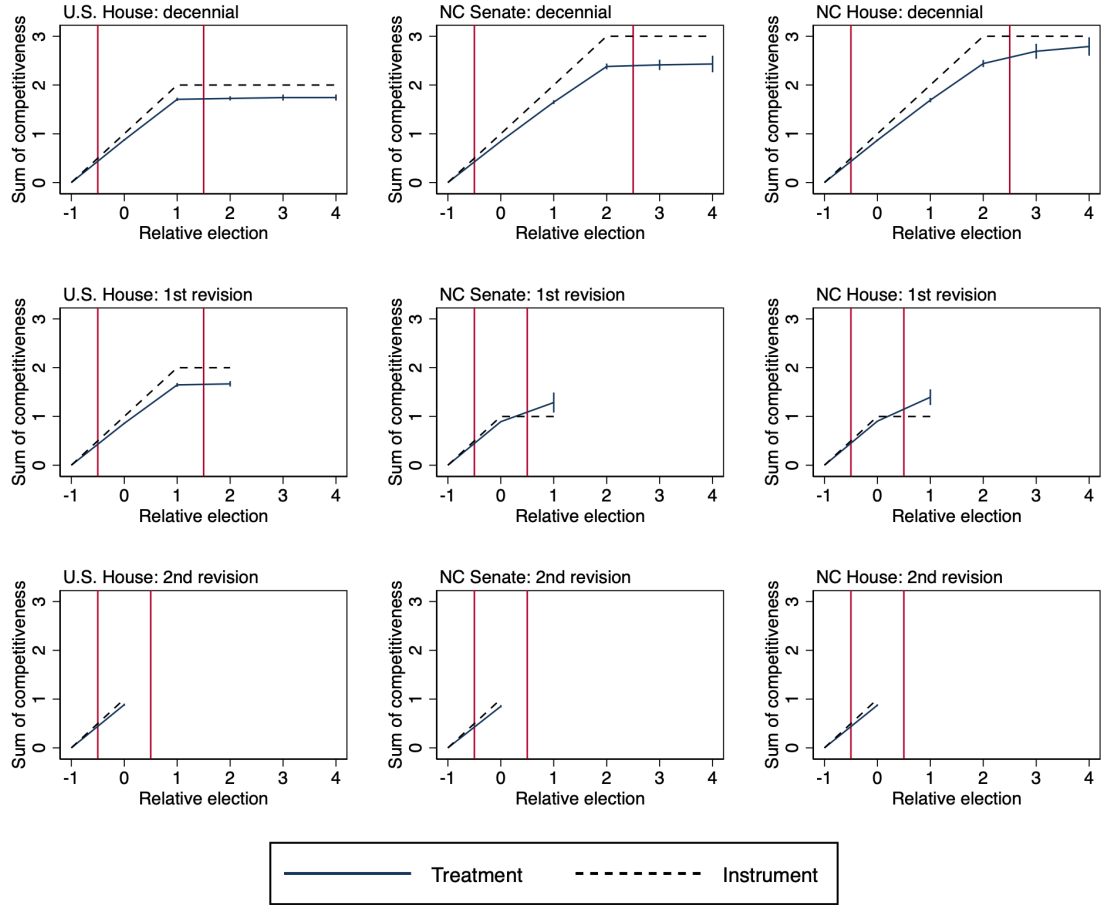 U.S. House: decennial
Sum of competitiveness
3
2
1
0
-1 0 1 2 3 4
Relative election
NC Senate: decennial
Sum of competitiveness
3
2
1
0
-1 0 1 2 3 4
Relative election
NC House: decennial
Sum of competitiveness
3
2
1
0
-1 0 1 2 3 4
Relative election
U.S. House: 1st revision
Sum of competitiveness
3
2
1
0
-1 0 1 2 3 4
Relative election
NC Senate: 1st revision
Sum of competitiveness
3
2
1
0
-1 0 1 2 3 4
Relative election
NC House: 1st revision
Sum of competitiveness
3
2
1
0
-1 0 1 2 3 4
Relative election
U.S. House: 2nd revision
Sum of competitiveness
3
2
1
0
-1 0 1 2 3 4
Relative election
NC Senate: 2nd revision
Sum of competitiveness
3
2
1
0
-1 0 1 2 3 4
Relative election
NC House: 2nd revision
Sum of competitiveness
3
2
1
0
-1 0 1 2 3 4
Relative election
Treatment Instrument